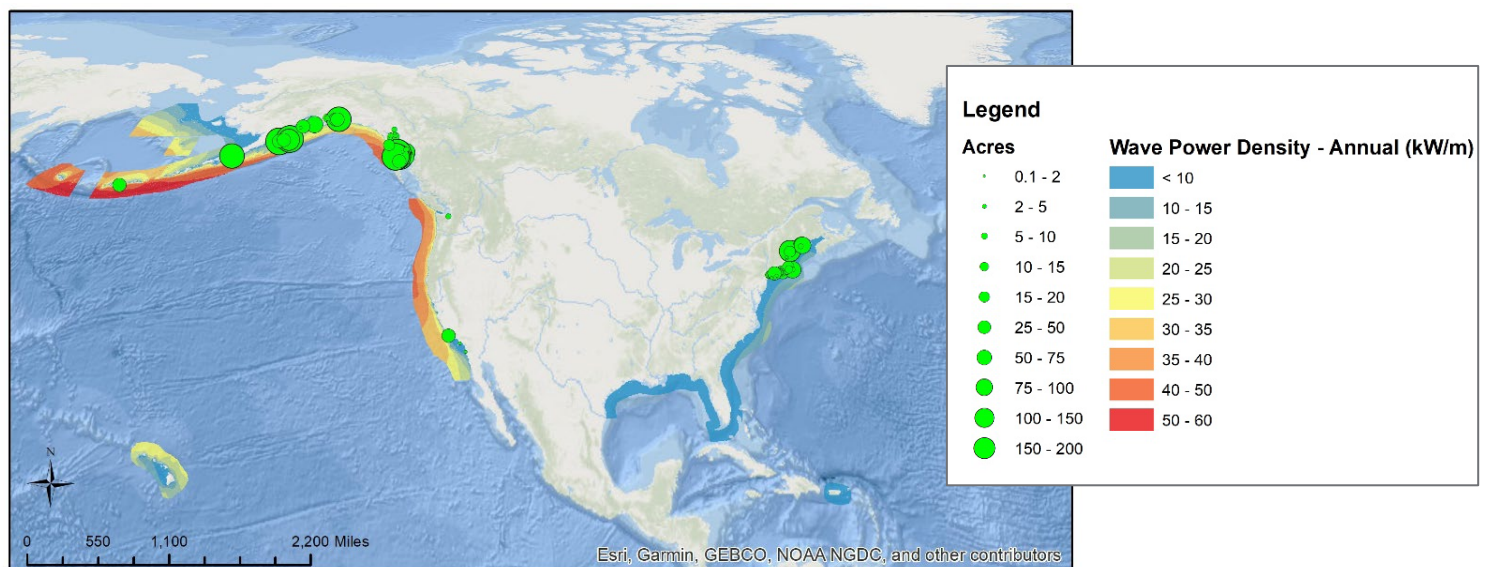 Legend
Acres
0.1 - 2
2 - 5
5 - 10
10 - 15
15 - 20
25 - 50
50 - 75
75 - 100
100 - 150
150 - 200
Wave Power Density - Annual (kW/m)
< 10
10 - 15
15 - 20
20 - 25
25 - 30
30 - 35
35 - 40
40 - 50
50 - 60
N
0 550 1,100 2,200 Miles
Esri, Garmin, GEBCO, NOAA NGDC, and other contributors